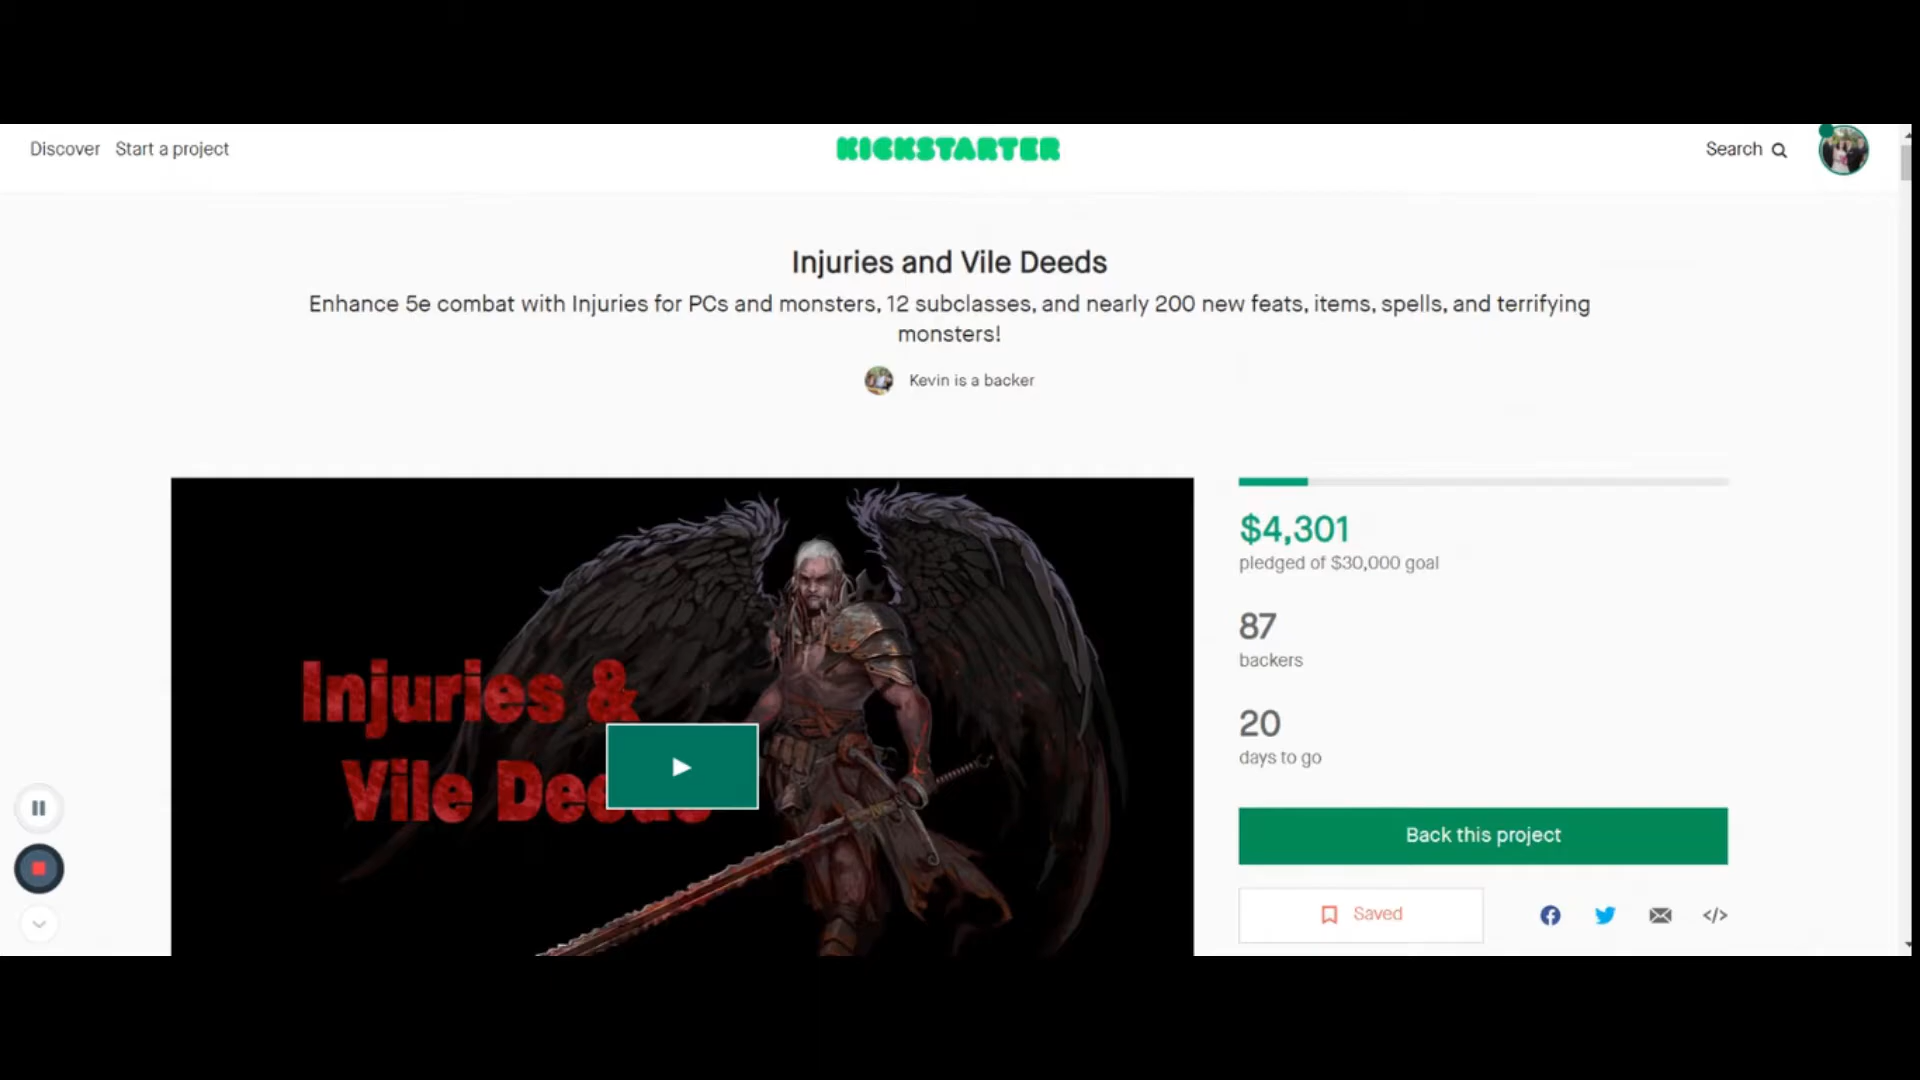 Discover Start a project
KICKSTARTER
Search
Injuries and Vile Deeds
Enhance 5e combat with Injuries for PCs and monsters, 12 subclasses, and nearly 200 new feats, items, spells, and terrifying
monsters!
Kevin is a backer
Injuries &
Vile Deeds
$4,301
pledged of $30,000 goal
87
backers
20
days to go
Back this project
Saved